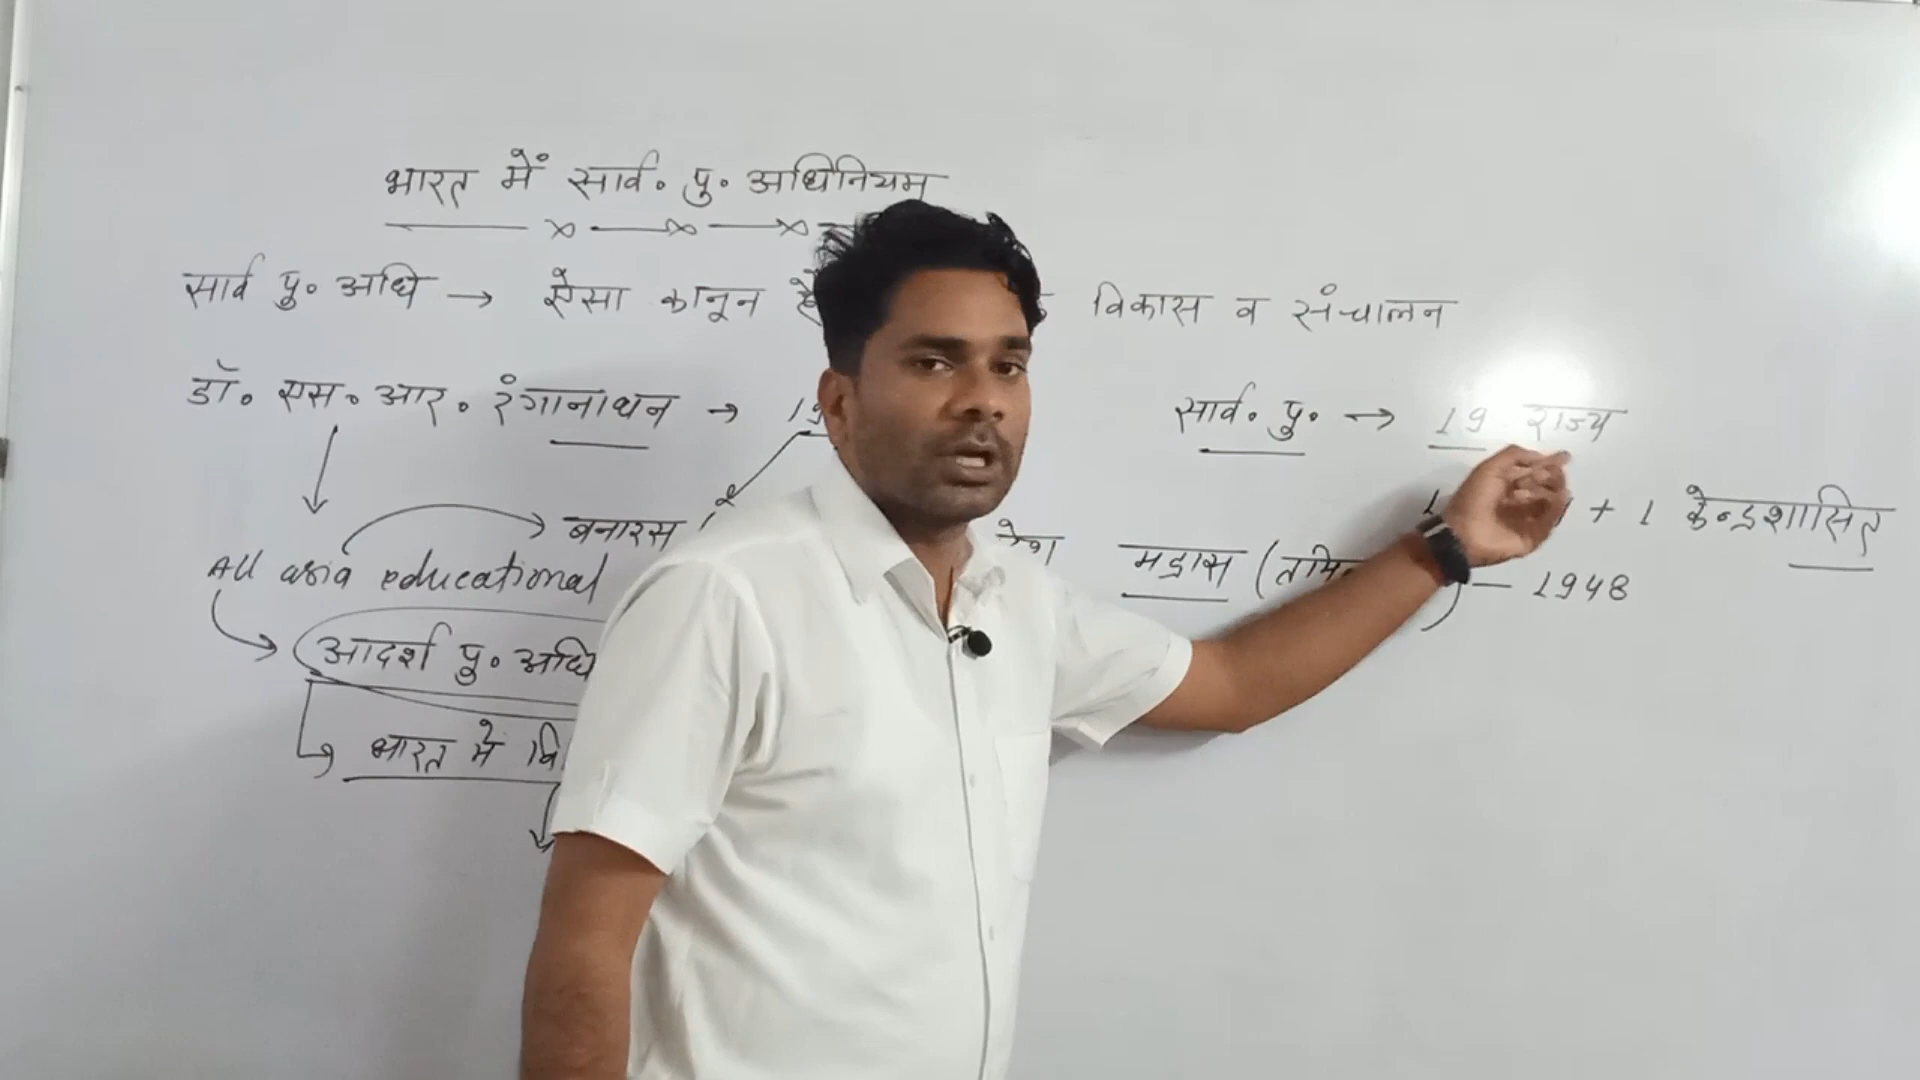 भारत में सार्व. पु. अधिनियम
सार्व पु. अधि → ऐसा कानून विकास व संचालन
डॉ. एस. आर. रंगानाथन → 19
सार्व. पु. → 19 राज्य
+ 1 केन्द्रशासित
बनारस
मद्रास ( — 1948
All asia educational
आदर्श पु. अधि
भारत मे